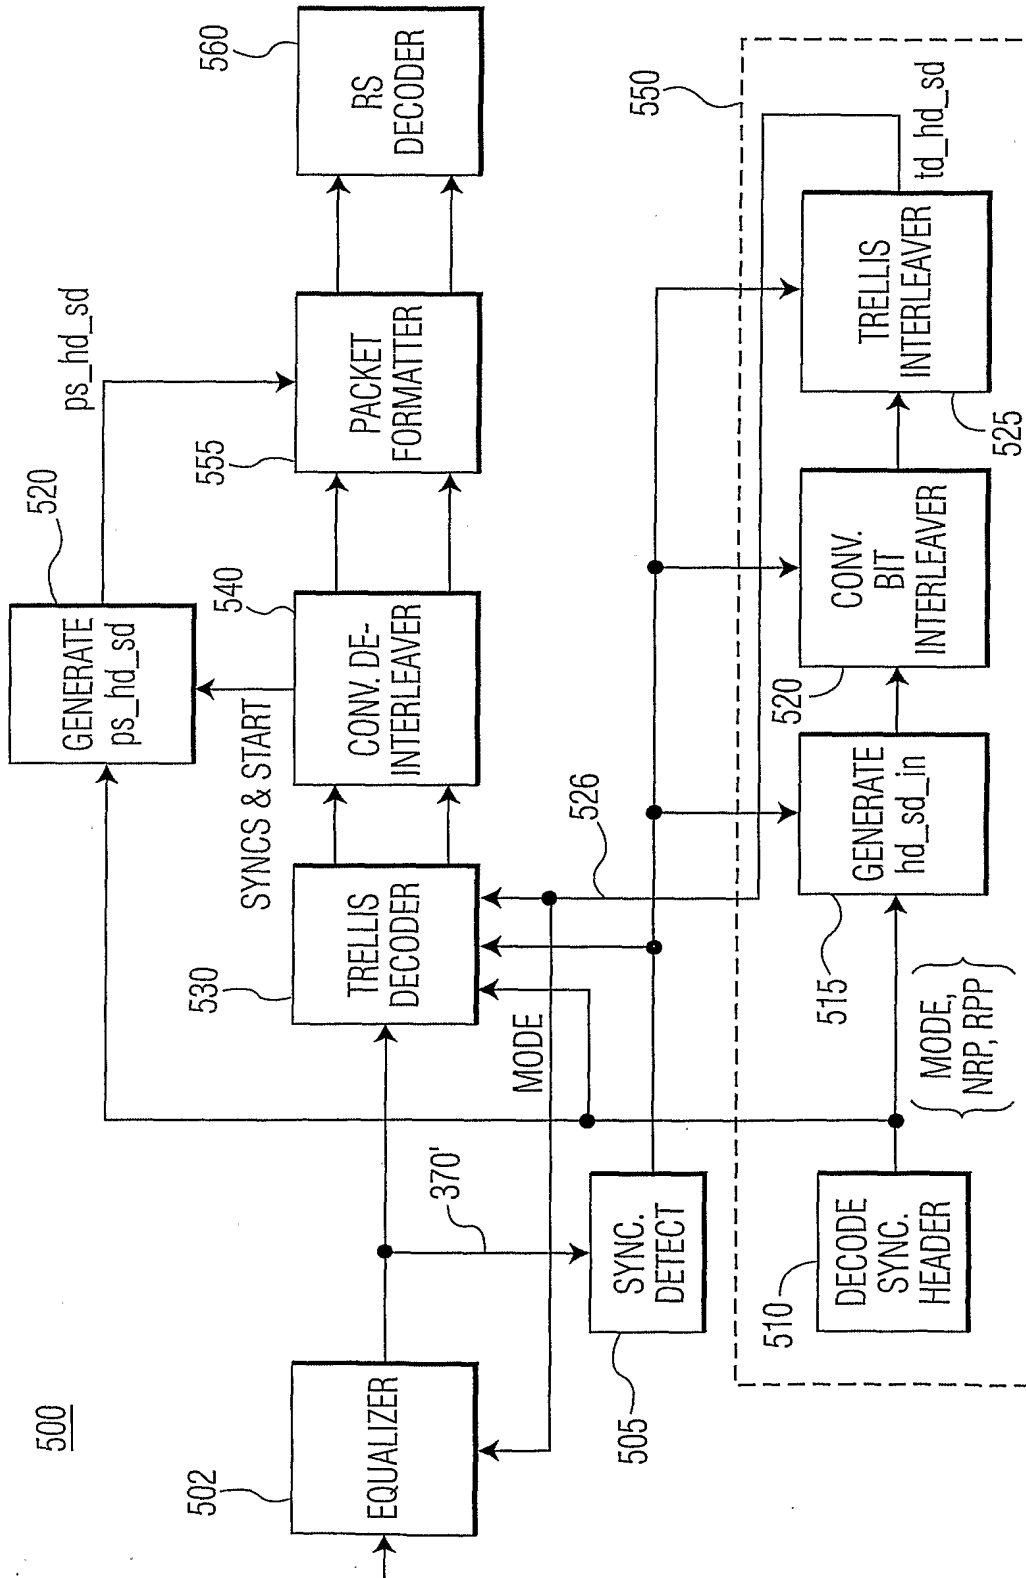 500
502
EQUALIZER
370'
505
SYNC.
DETECT
MODE
530
TRELLIS
DECODER
526
SYNCS & START
540
CONV. DE-
INTERLEAVER
520
GENERATE
ps_hd_sd
ps_hd_sd
555
PACKET
FORMATTER
560
RS
DECODER
550
510
DECODE
SYNC.
HEADER
MODE,
NRP, RPP
515
GENERATE
hd_sd_in
520
CONV.
BIT
INTERLEAVER
525
TRELLIS
INTERLEAVER
td_hd_sd